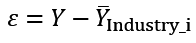 ε = Y − Ȳ_Industry_i